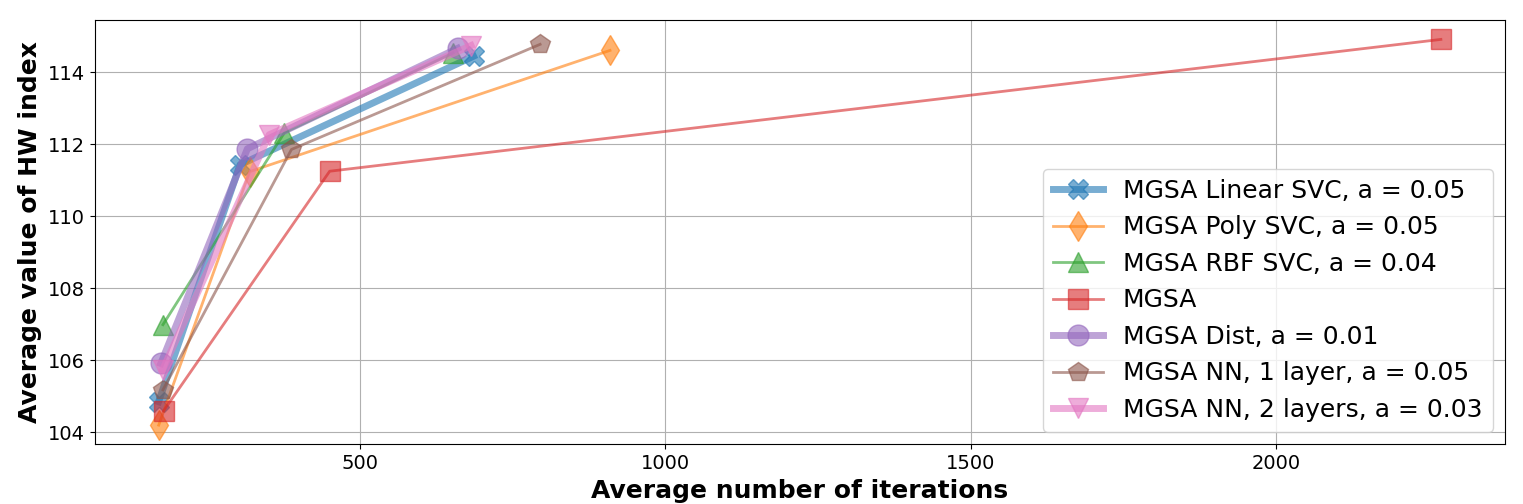 Average value of HW index
114
112
110
108
106
104
500
1000
1500
2000
Average number of iterations
MGSA Linear SVC, a = 0.05
MGSA Poly SVC, a = 0.05
MGSA RBF SVC, a = 0.04
MGSA
MGSA Dist, a = 0.01
MGSA NN, 1 layer, a = 0.05
MGSA NN, 2 layers, a = 0.03